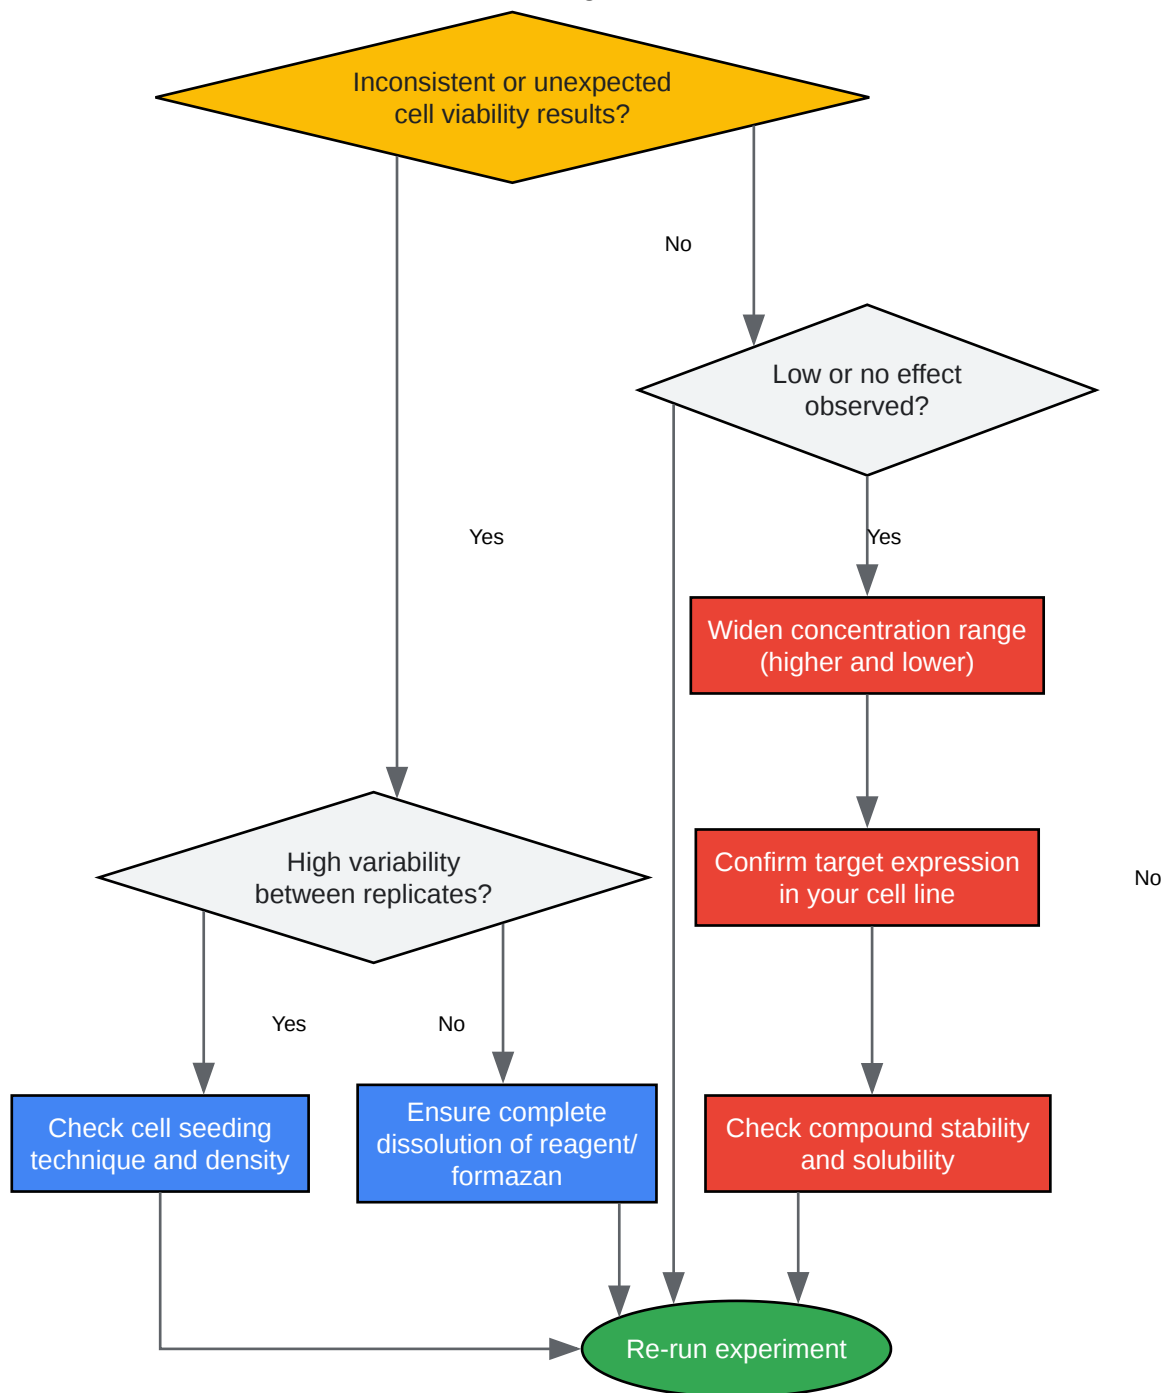 Inconsistent or unexpected
cell viability results?
No
Low or no effect
observed?
Yes
Yes
Widen concentration range
(higher and lower)
High variability
between replicates?
Confirm target expression
in your cell line
No
Yes
No
Check cell seeding
technique and density
Ensure complete
dissolution of reagent/
formazan
Check compound stability
and solubility
Re-run experiment